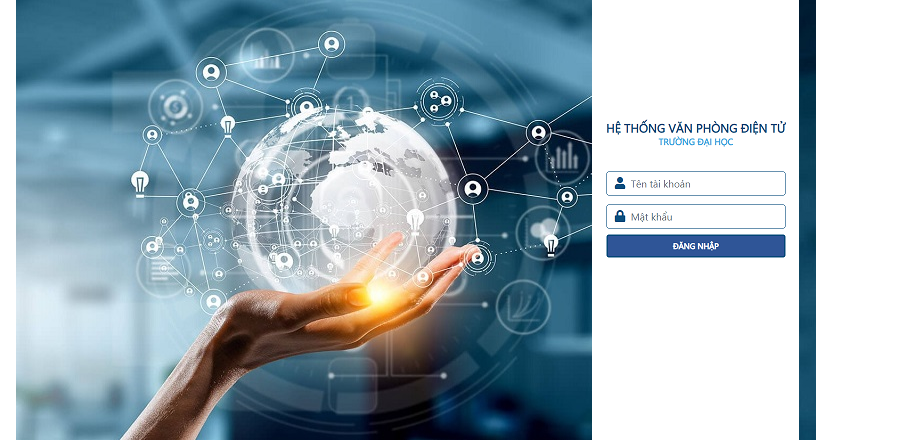 HỆ THỐNG VĂN PHÒNG ĐIỆN TỬ
TRƯỜNG ĐẠI HỌC
Tên tài khoản
Mật khẩu
ĐĂNG NHẬP